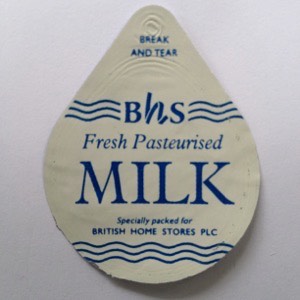 BREAK
AND TEAR
BhS
Fresh Pasteurised
MILK
Specially packed for
BRITISH HOME STORES PLC